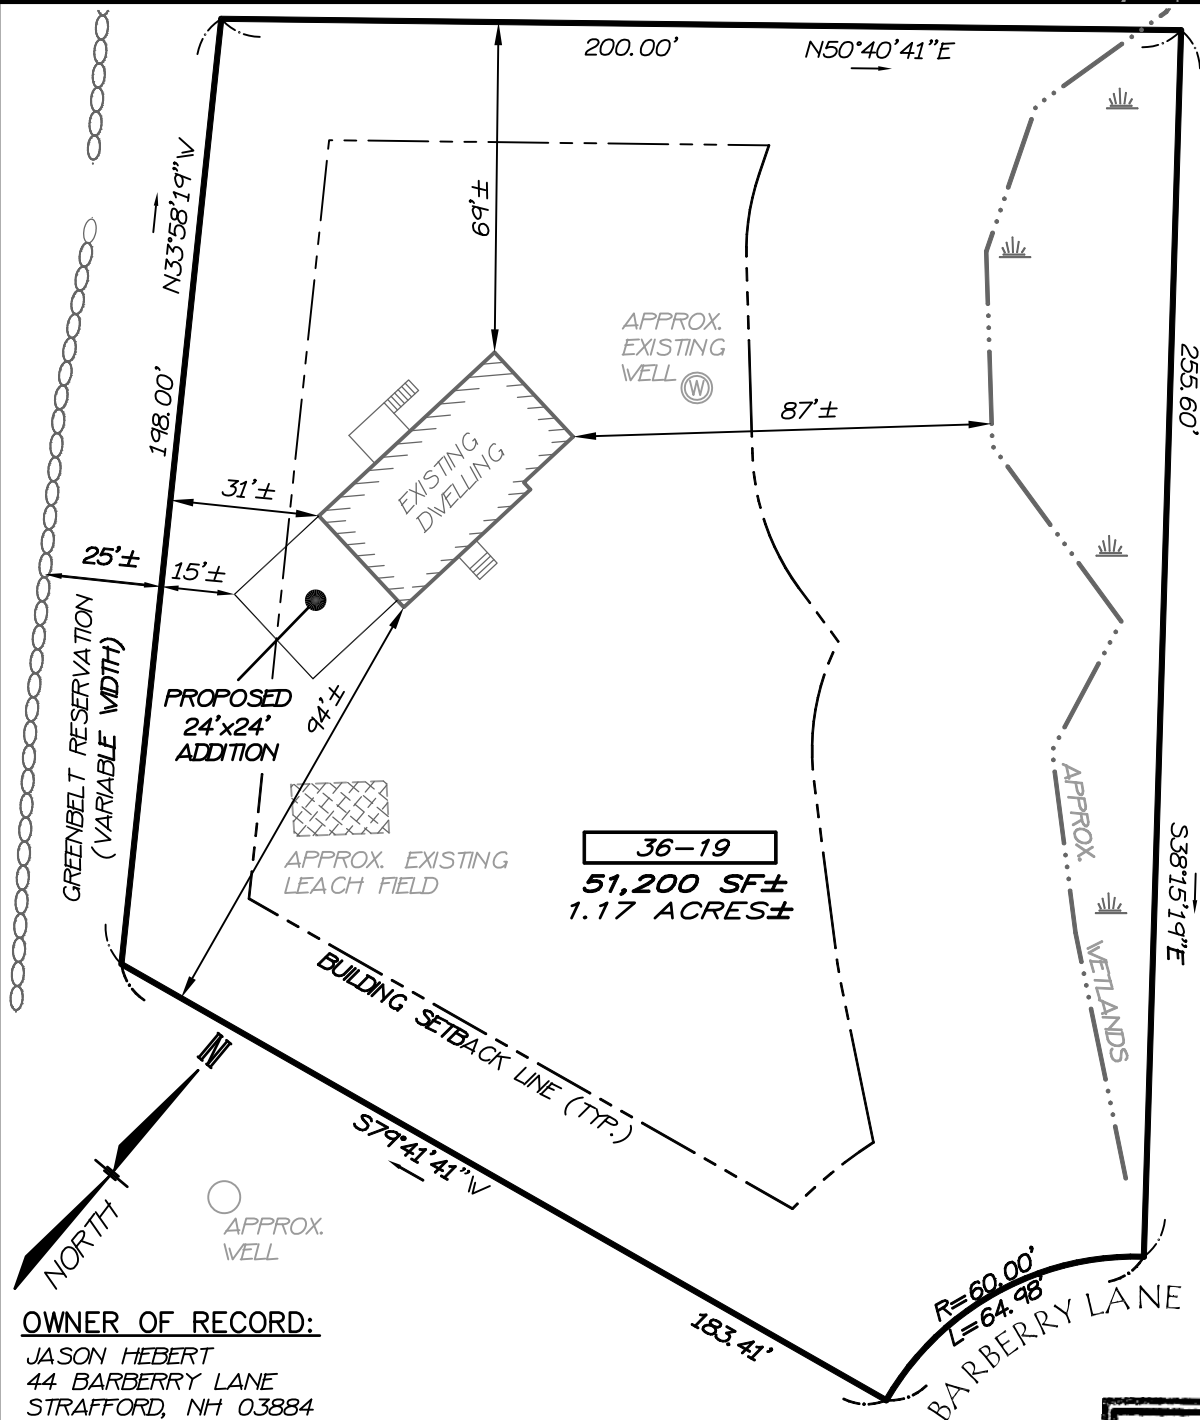 200.00'
N50°40'41"E
N33°58'19"W
198.00'
69'±
APPROX.
EXISTING
WELL
W
87'±
255.60'
EXISTING
DWELLING
31'±
25'±
15'±
GREENBELT RESERVATION
(VARIABLE WIDTH)
PROPOSED
24'x24'
ADDITION
94'±
APPROX. EXISTING
LEACH FIELD
36-19
51,200 SF±
1.17 ACRES±
APPROX.
WETLANDS
S38°15'19"E
BUILDING SETBACK LINE (TYP.)
S79°41'41"W
183.41'
N
NORTH
APPROX.
WELL
R=60.00'
L=64.98'
BARBERRY LANE
OWNER OF RECORD:
JASON HEBERT
44 BARBERRY LANE
STRAFFORD, NH 03884